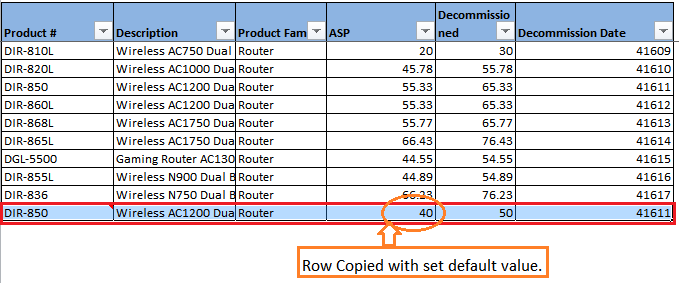 Product # Description Product Fam ASP Decommissio
ned Decommission Date
DIR-810L Wireless AC750 Dual Router 20 30 41609
DIR-820L Wireless AC1000 Dua Router 45.78 55.78 41610
DIR-850 Wireless AC1200 Dua Router 55.33 65.33 41611
DIR-860L Wireless AC1200 Dua Router 55.33 65.33 41612
DIR-868L Wireless AC1750 Dua Router 55.77 65.77 41613
DIR-865L Wireless AC1750 Dua Router 66.43 76.43 41614
DGL-5500 Gaming Router AC130 Router 44.55 54.55 41615
DIR-855L Wireless N900 Dual B Router 44.89 54.89 41616
DIR-836 Wireless N750 Dual B Router 66.23 76.23 41617
DIR-850 Wireless AC1200 Dua Router 40 50 41611
Row Copied with set default value.